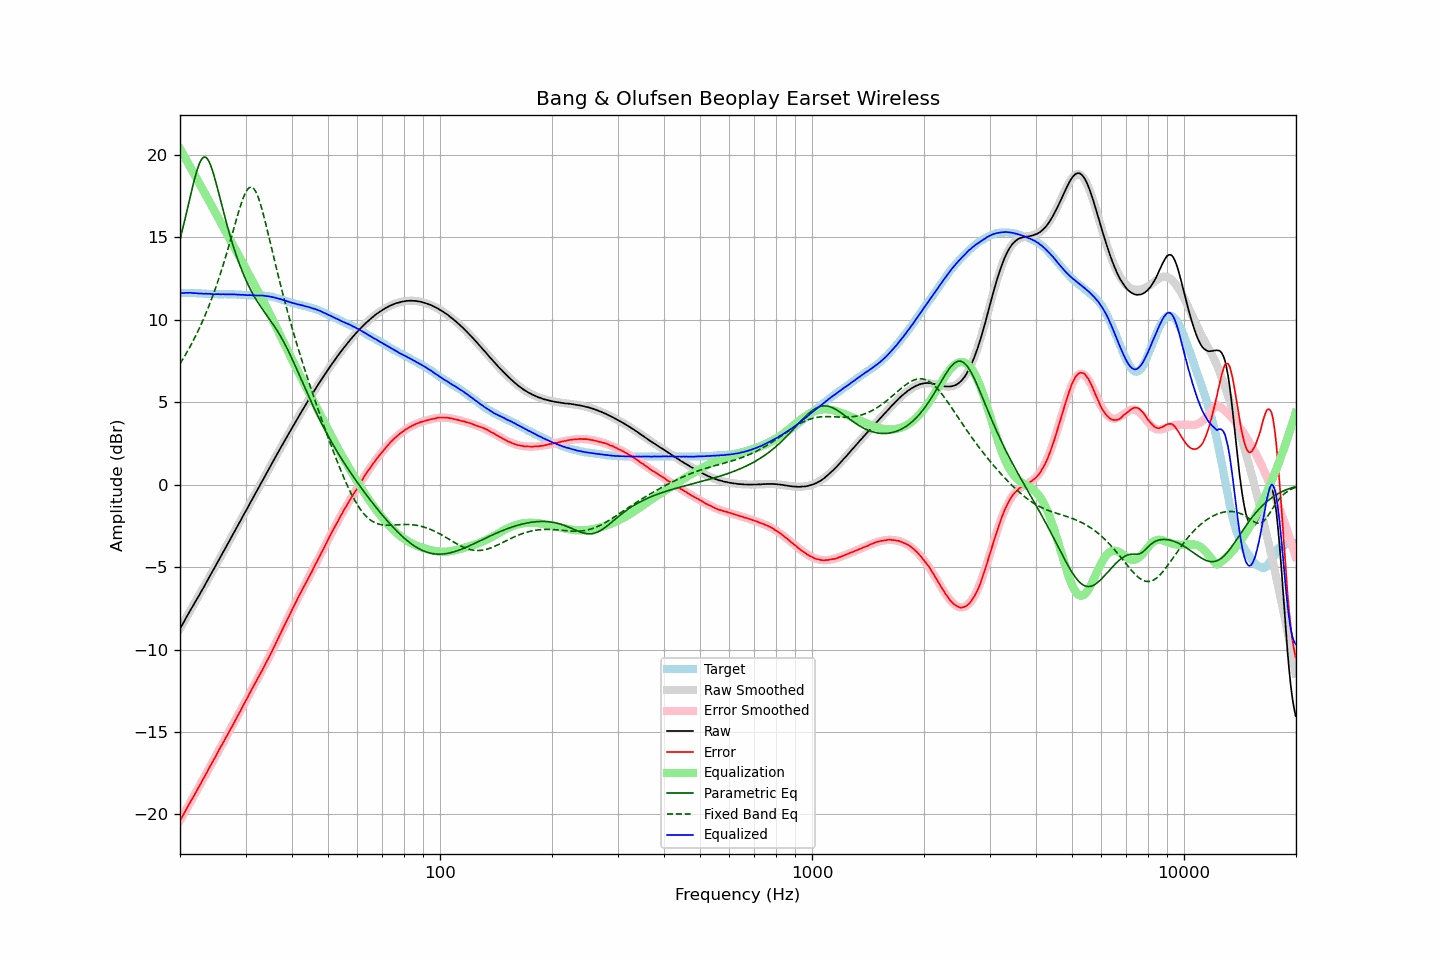 Bang & Olufsen Beoplay Earset Wireless
Amplitude (dBr)
20
15
10
5
0
−5
−10
−15
−20
100
1000
10000
Frequency (Hz)
Target
Raw Smoothed
Error Smoothed
Raw
Error
Equalization
Parametric Eq
Fixed Band Eq
Equalized